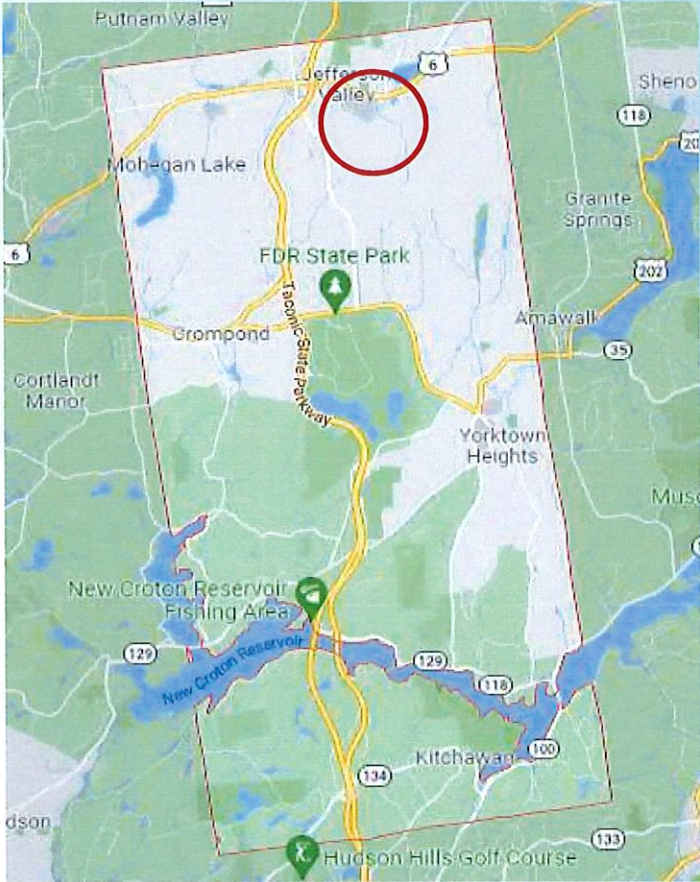 Putnam Valley
Jefferson
Valley
6
Sheno
118
20
Mohegan Lake
Granite
Springs
6
FDR State Park
202
Taconic State Parkway
Amawalk
Crompond
35
Cortlandt
Manor
Yorktown
Heights
Musc
New Croton Reservoir
Fishing Area
129
New Croton Reservoir
129
118
100
Kitchawan
134
dson
133
Hudson Hills Golf Course